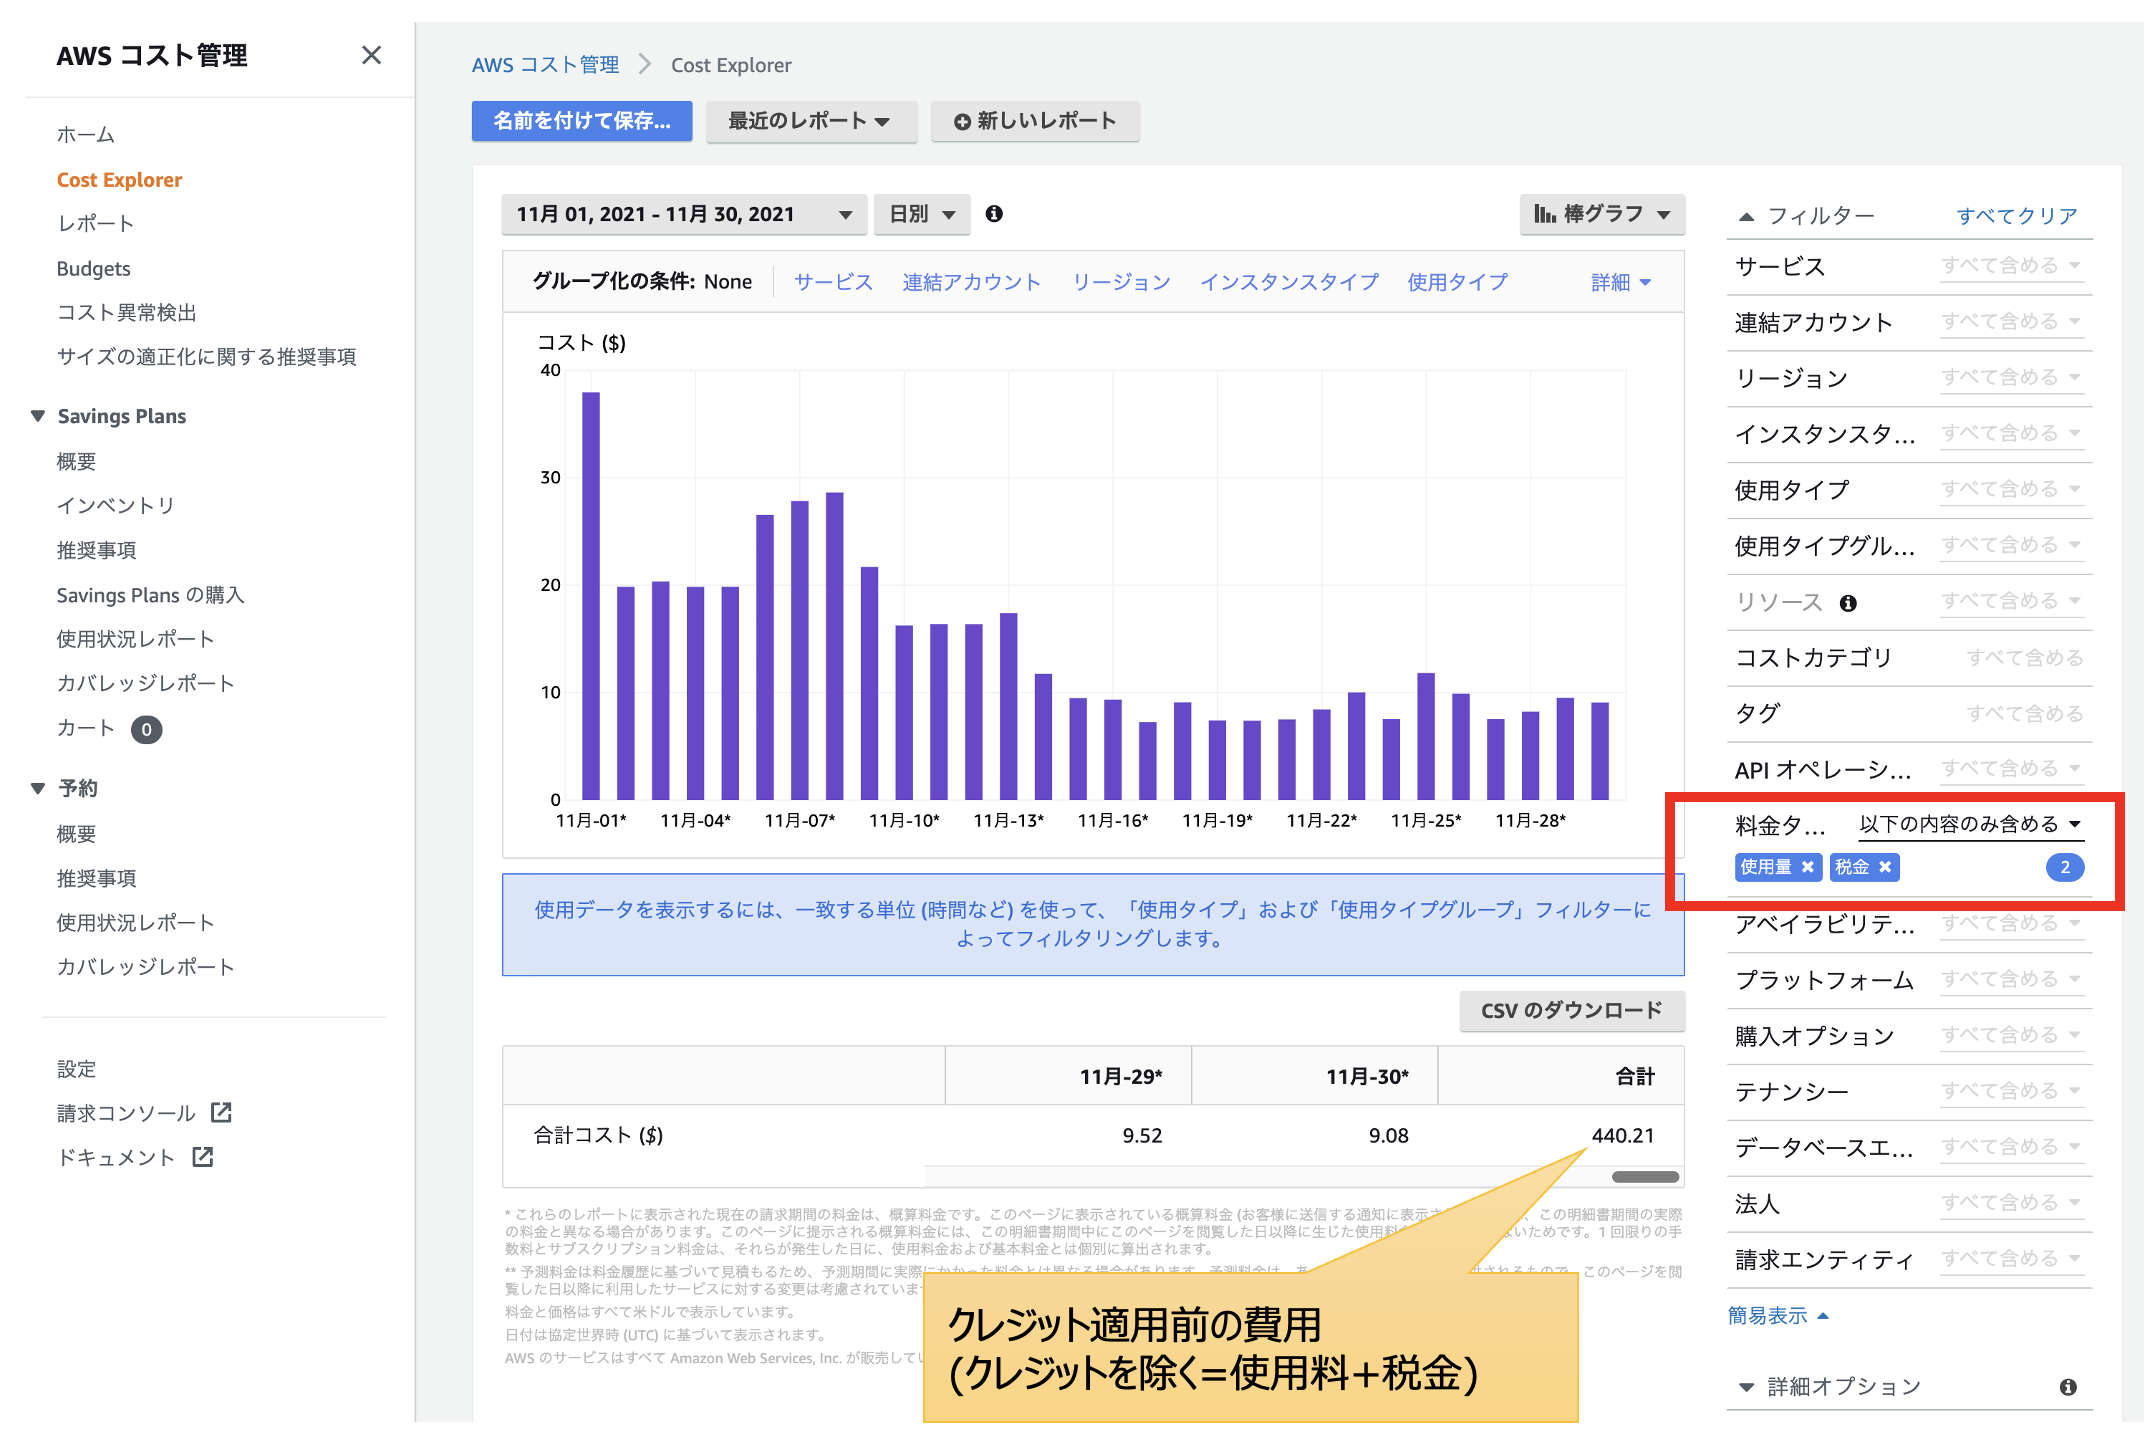 AWS コスト管理
ホーム
Cost Explorer
レポート
Budgets
コスト異常検出
サイズの適正化に関する推奨事項
Savings Plans
概要
インベントリ
推奨事項
Savings Plans の購入
使用状況レポート
カバレッジレポート
カート 0
予約
概要
推奨事項
使用状況レポート
カバレッジレポート
設定
請求コンソール
ドキュメント
AWS コスト管理 > Cost Explorer
名前を付けて保存... 最近のレポート 新しいレポート
11月 01, 2021 - 11月 30, 2021 日別 棒グラフ
グループ化の条件: None サービス 連結アカウント リージョン インスタンスタイプ 使用タイプ 詳細
コスト ($)
40
30
20
10
0
11月-01* 11月-04* 11月-07* 11月-10* 11月-13* 11月-16* 11月-19* 11月-22* 11月-25* 11月-28*
使用データを表示するには、一致する単位 (時間など) を使って、「使用タイプ」および「使用タイプグループ」フィルターに
よってフィルタリングします。
CSV のダウンロード
11月-29* 11月-30* 合計
合計コスト ($) 9.52 9.08 440.21
* これらのレポートに表示された現在の請求期間の料金は、概算料金です。このページに表示されている概算料金 (お客様に送信する通知に表示さ 、この明細書期間の実際
の料金と異なる場合があります。このページに提示される概算料金には、この明細書期間中にこのページを閲覧した日以降に生じた使用料 ないためです。1 回限りの手
数料とサブスクリプション料金は、それらが発生した日に、使用料金および基本料金とは個別に算出されます。
** 予測料金は料金履歴に基づいて見積もるため、予測期間に実際にかかった料金とは異なる場合があります。予測料金は、あ 供されるもので、このページを閲
覧した日以降に利用したサービスに対する変更は考慮されていま
料金と価格はすべて米ドルで表示しています。
日付は協定世界時 (UTC) に基づいて表示されます。
AWS のサービスはすべて Amazon Web Services, Inc. が販売してい
クレジット適用前の費用
(クレジットを除く=使用料+税金)
フィルター すべてクリア
サービス すべて含める
連結アカウント すべて含める
リージョン すべて含める
インスタンスタ... すべて含める
使用タイプ すべて含める
使用タイプグル... すべて含める
リソース すべて含める
コストカテゴリ すべて含める
タグ すべて含める
API オペレーシ... すべて含める
料金タ... 以下の内容のみ含める
使用量 × 税金 × 2
アベイラビリテ... すべて含める
プラットフォーム すべて含める
購入オプション すべて含める
テナンシー すべて含める
データベースエ... すべて含める
法人 すべて含める
請求エンティティ すべて含める
簡易表示
詳細オプション